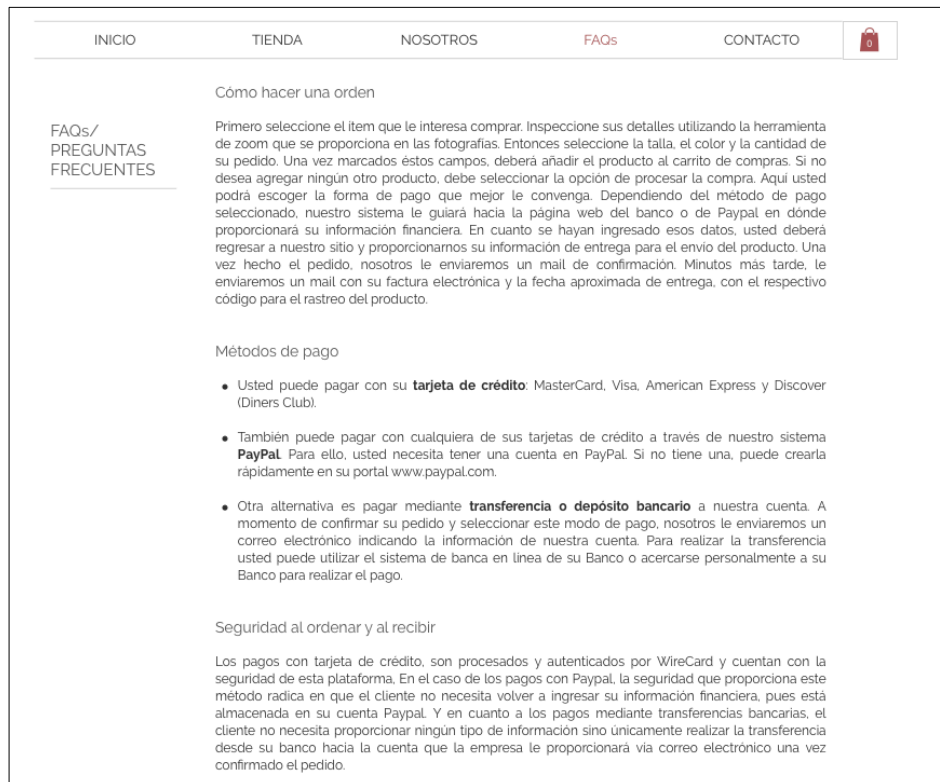 INICIO TIENDA NOSOTROS FAQs CONTACTO 0
FAQs/
PREGUNTAS
FRECUENTES
Cómo hacer una orden
Primero seleccione el ítem que le interesa comprar. Inspeccione sus detalles utilizando la herramienta
de zoom que se proporciona en las fotografías. Entonces seleccione la talla, el color y la cantidad de
su pedido. Una vez marcados éstos campos, deberá añadir el producto al carrito de compras. Si no
desea agregar ningún otro producto, debe seleccionar la opción de procesar la compra. Aquí usted
podrá escoger la forma de pago que mejor le convenga. Dependiendo del método de pago
seleccionado, nuestro sistema le guiará hacia la página web del banco o de Paypal en dónde
proporcionará su información financiera. En cuanto se hayan ingresado esos datos, usted deberá
regresar a nuestro sitio y proporcionarnos su información de entrega para el envío del producto. Una
vez hecho el pedido, nosotros le enviaremos un mail de confirmación. Minutos más tarde, le
enviaremos un mail con su factura electrónica y la fecha aproximada de entrega, con el respectivo
código para el rastreo del producto.
Métodos de pago
• Usted puede pagar con su tarjeta de crédito: MasterCard, Visa, American Express y Discover
(Diners Club).
• También puede pagar con cualquiera de sus tarjetas de crédito a través de nuestro sistema
PayPal. Para ello, usted necesita tener una cuenta en PayPal. Si no tiene una, puede crearla
rápidamente en su portal www.paypal.com.
• Otra alternativa es pagar mediante transferencia o depósito bancario a nuestra cuenta. A
momento de confirmar su pedido y seleccionar este modo de pago, nosotros le enviaremos un
correo electrónico indicando la información de nuestra cuenta. Para realizar la transferencia
usted puede utilizar el sistema de banca en línea de su Banco o acercarse personalmente a su
Banco para realizar el pago.
Seguridad al ordenar y al recibir
Los pagos con tarjeta de crédito, son procesados y autenticados por WireCard y cuentan con la
seguridad de esta plataforma, En el caso de los pagos con Paypal, la seguridad que proporciona este
método radica en que el cliente no necesita volver a ingresar su información financiera, pues está
almacenada en su cuenta Paypal. Y en cuanto a los pagos mediante transferencias bancarias, el
cliente no necesita proporcionar ningún tipo de información sino únicamente realizar la transferencia
desde su banco hacia la cuenta que la empresa le proporcionará vía correo electrónico una vez
confirmado el pedido.